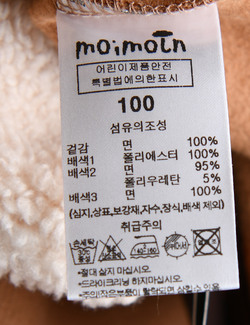 moimoln
어린이제품안전
특별법에의한표시
100
섬유의조성
겉감 면 100%
배색1 폴리에스터 100%
배색2 면 95%
폴리우레탄 5%
배색3 면 100%
(심지,상표,보강재,자수,장식,배색 제외)
취급주의
손세탁
-절대 삶지 마십시오.
-드라이크리닝 하지마십시오.